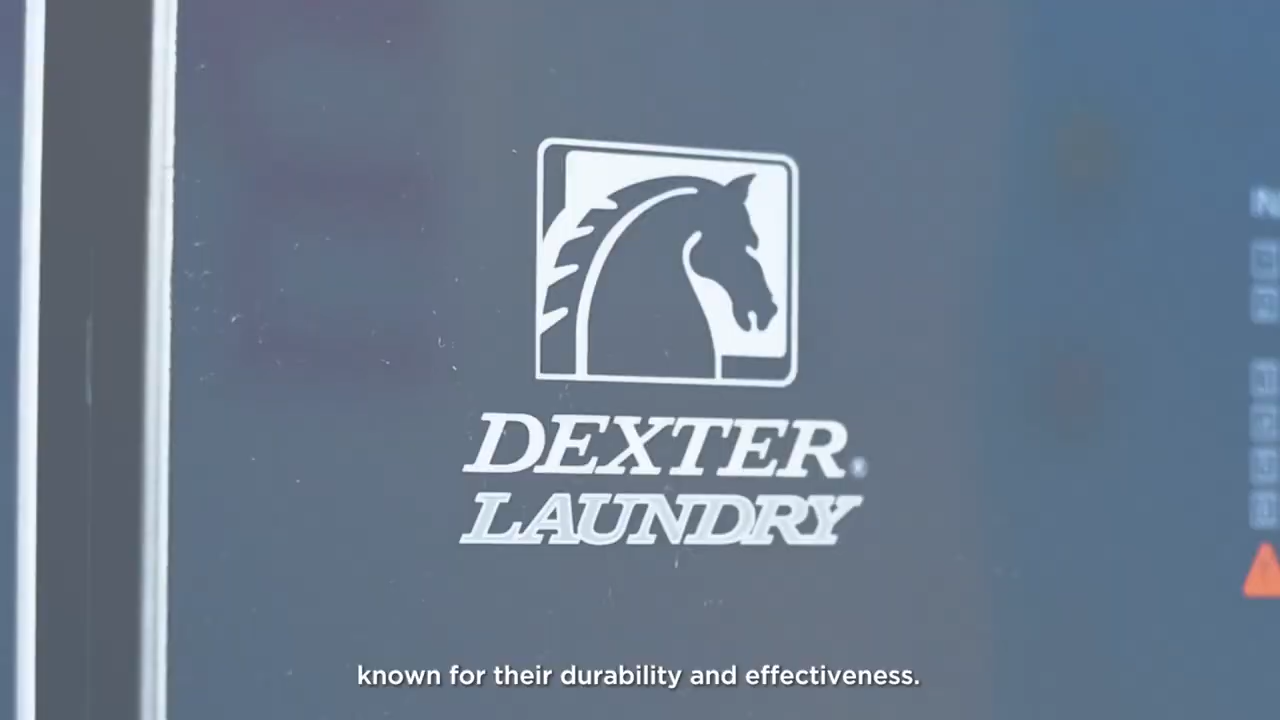 DEXTER®
LAUNDRY
known for their durability and effectiveness.